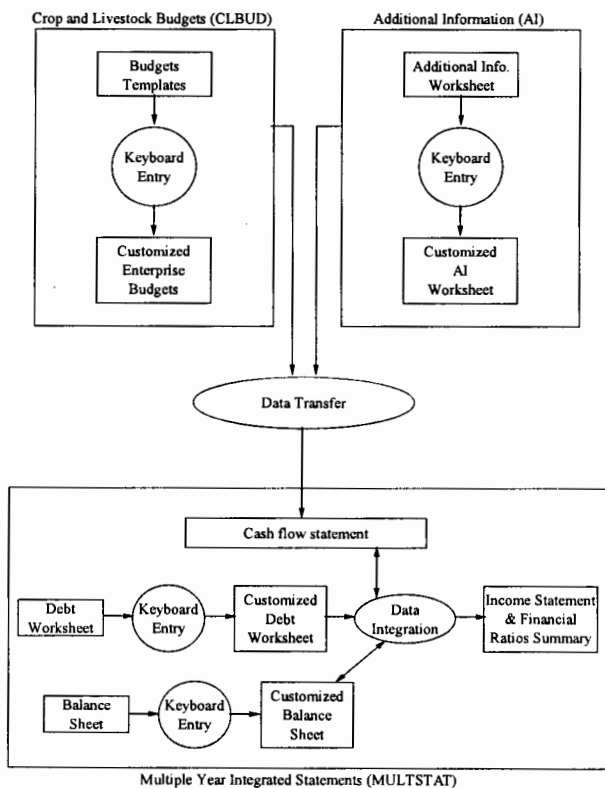 Crop and Livestock Budgets (CLBUD)
Budgets
Templates
Keyboard
Entry
Customized
Enterprise
Budgets
Additional Information (AI)
Additional Info.
Worksheet
Keyboard
Entry
Customized
AI
Worksheet
Data Transfer
Cash flow statement
Debt
Worksheet
Keyboard
Entry
Customized
Debt
Worksheet
Data
Integration
Income Statement
& Financial
Ratios Summary
Balance
Sheet
Keyboard
Entry
Customized
Balance
Sheet
Multiple Year Integrated Statements (MULTSTAT)